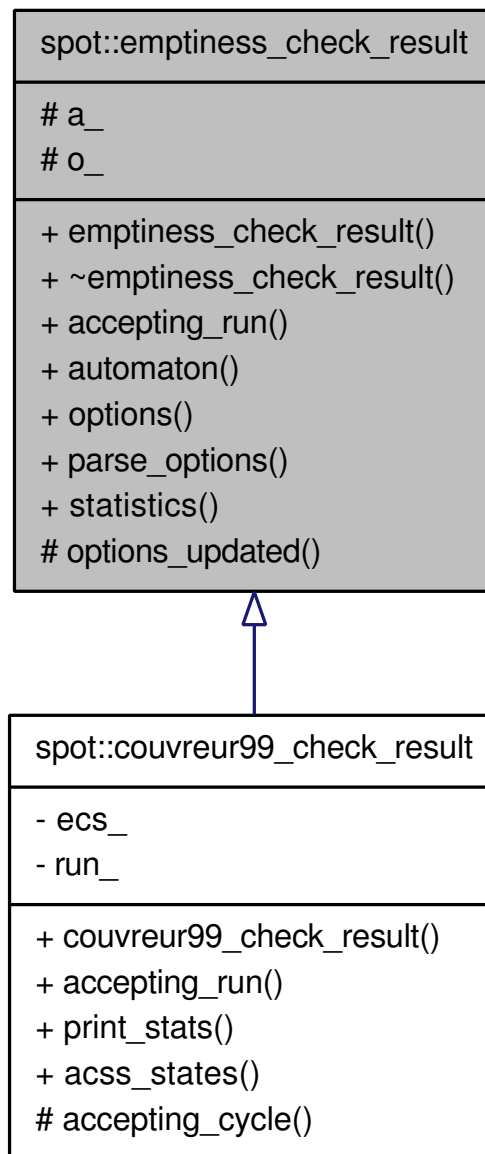 spot::emptiness_check_result
# a_
# o_
+ emptiness_check_result()
+ ~emptiness_check_result()
+ accepting_run()
+ automaton()
+ options()
+ parse_options()
+ statistics()
# options_updated()
spot::couvreur99_check_result
- ecs_
- run_
+ couvreur99_check_result()
+ accepting_run()
+ print_stats()
+ acss_states()
# accepting_cycle()